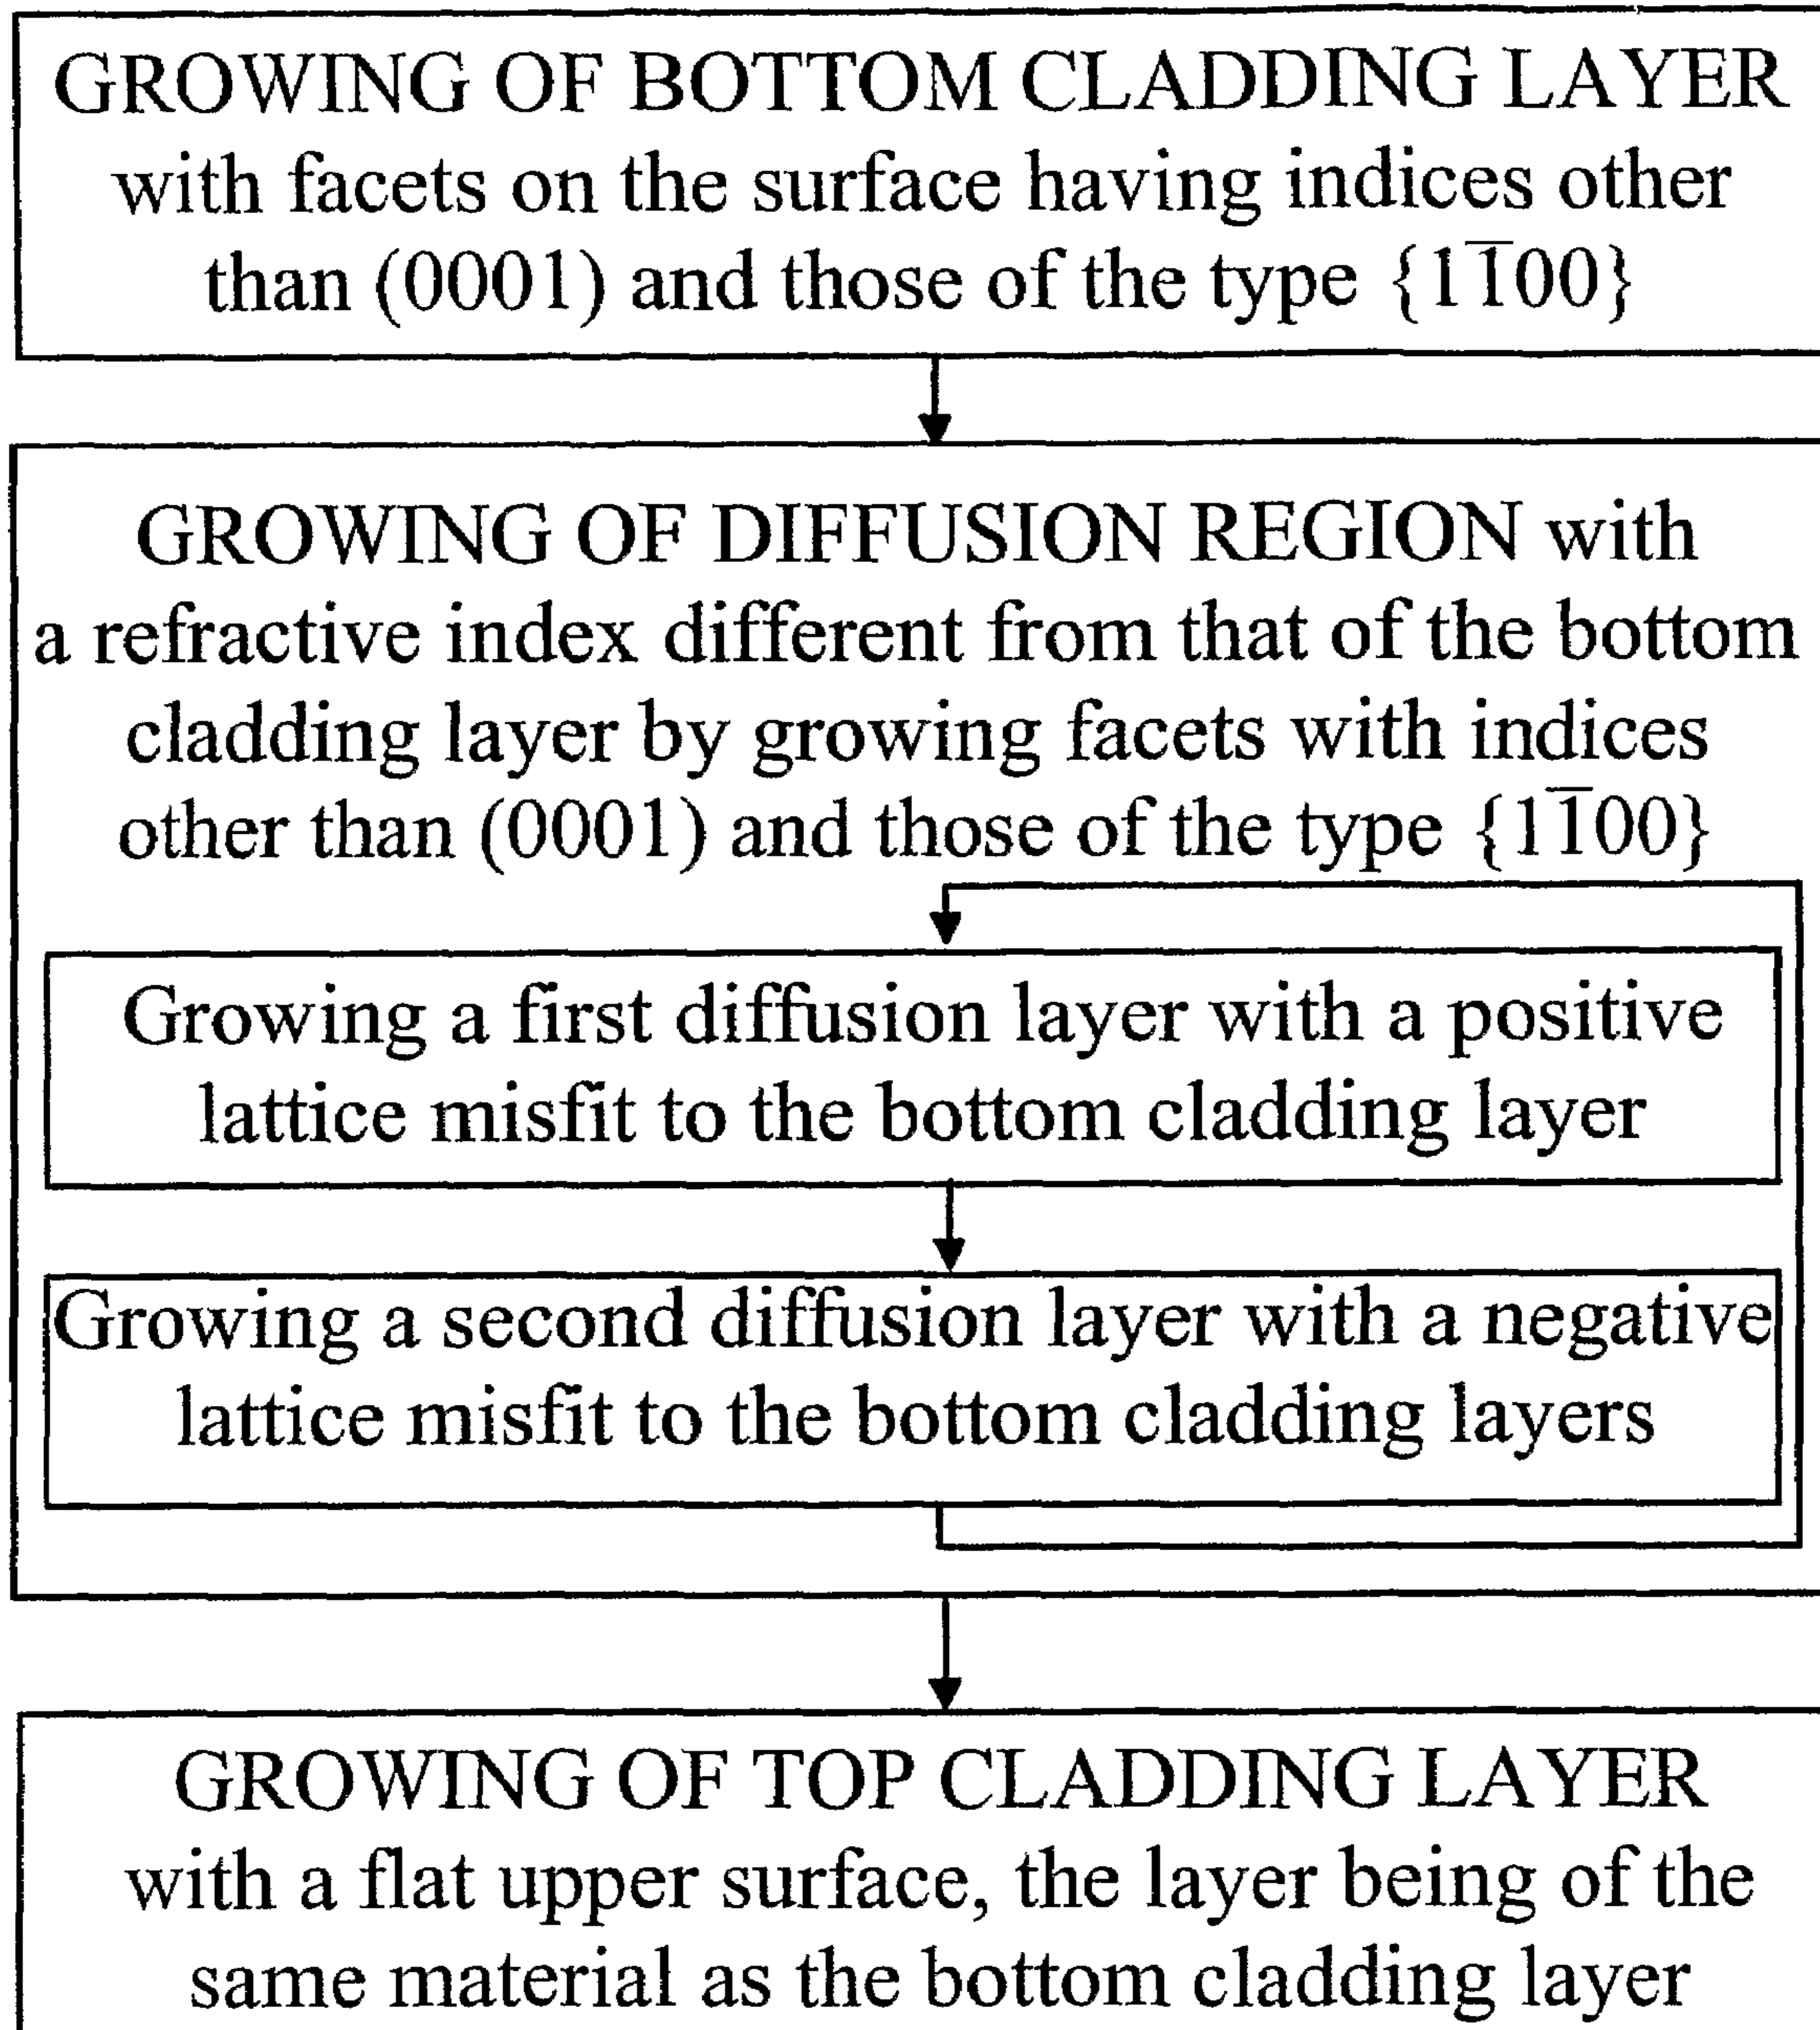 GROWING OF BOTTOM CLADDING LAYER
with facets on the surface having indices other
than (0001) and those of the type {11̅00}
GROWING OF DIFFUSION REGION with
a refractive index different from that of the bottom
cladding layer by growing facets with indices
other than (0001) and those of the type {11̅00}
Growing a first diffusion layer with a positive
lattice misfit to the bottom cladding layer
Growing a second diffusion layer with a negative
lattice misfit to the bottom cladding layers
GROWING OF TOP CLADDING LAYER
with a flat upper surface, the layer being of the
same material as the bottom cladding layer